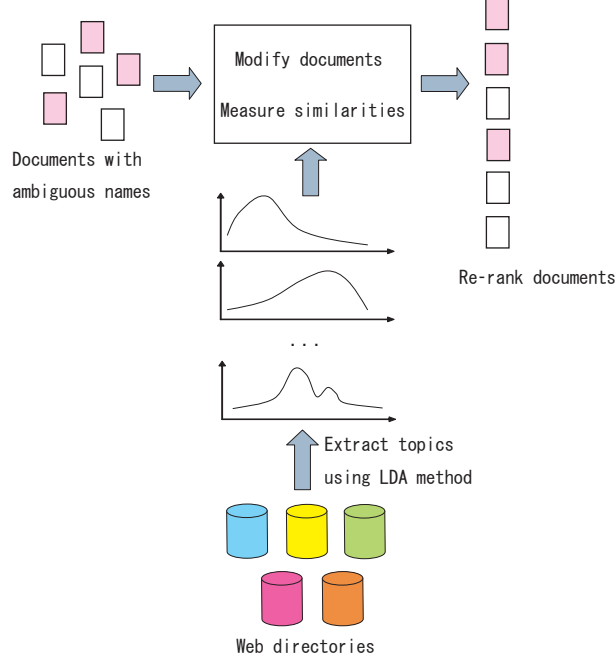 Modify documents
Measure similarities
Documents with
ambiguous names
Re-rank documents
...
Extract topics
using LDA method
Web directories